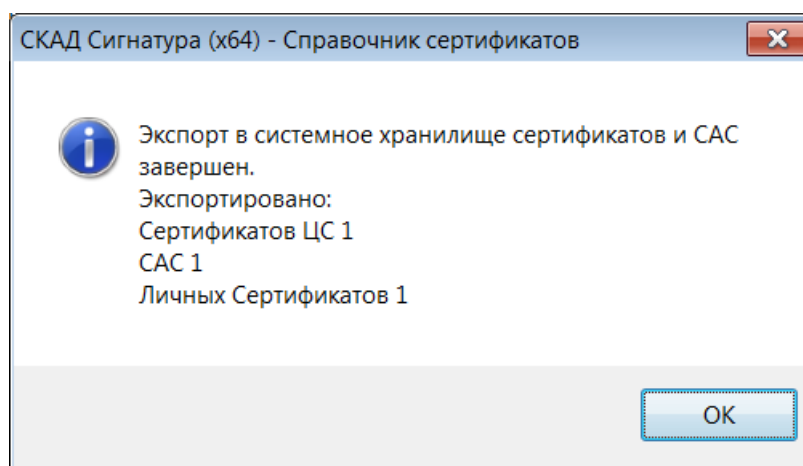 СКАД Сигнатура (x64) - Справочник сертификатов
Экспорт в системное хранилище сертификатов и САС
завершен.
Экспортировано:
Сертификатов ЦС 1
САС 1
Личных Сертификатов 1
OK